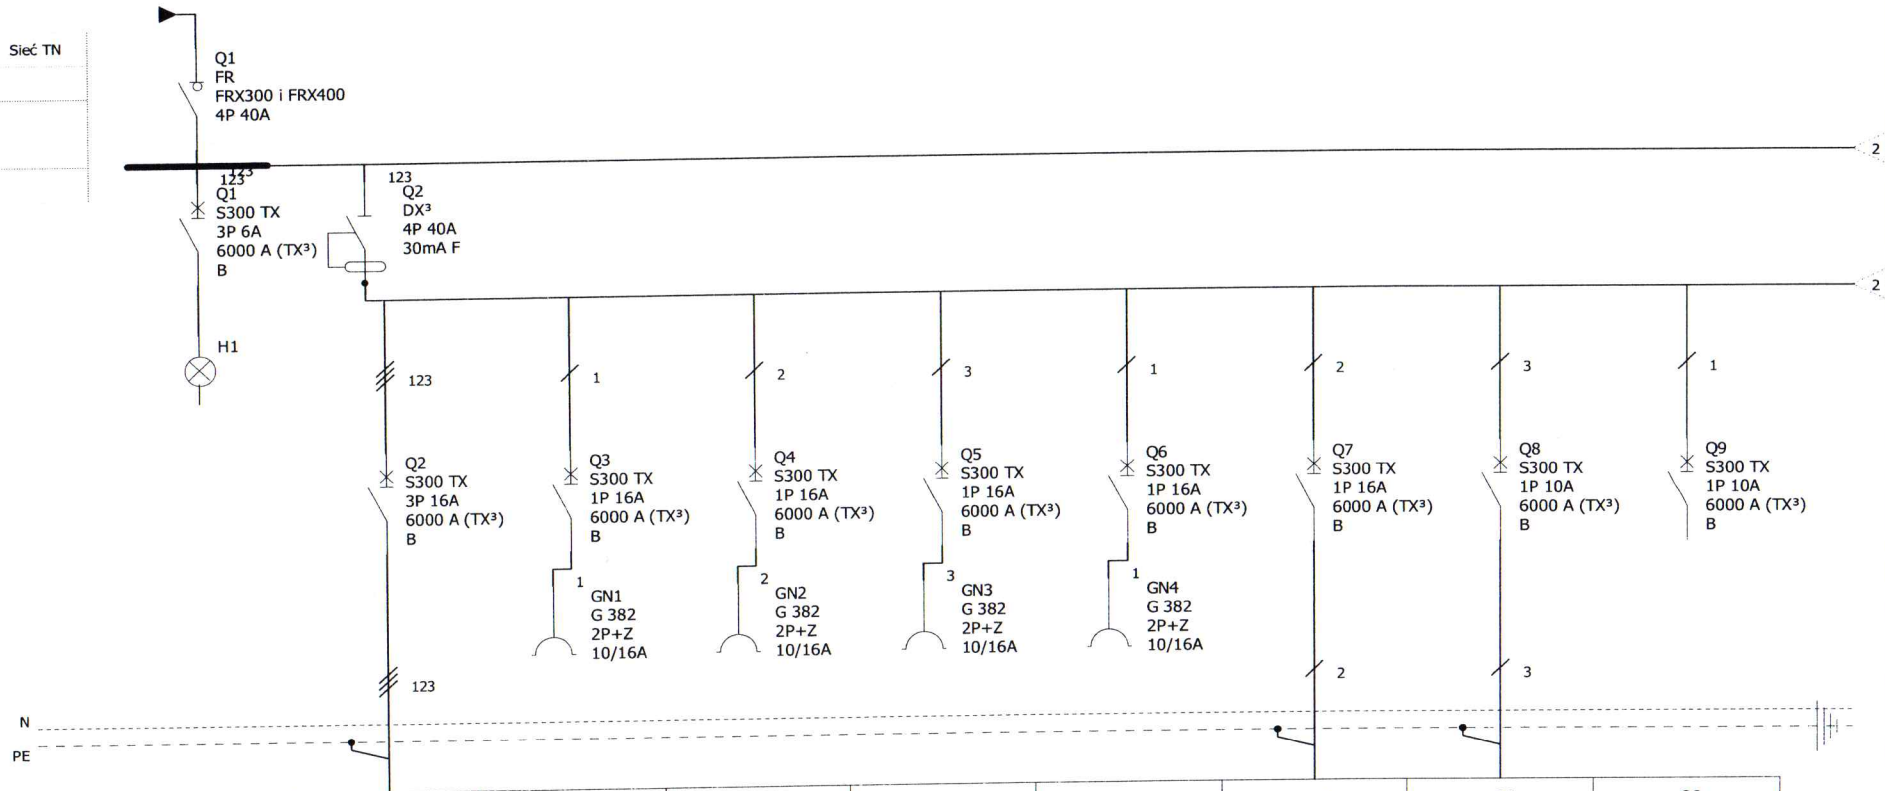 Sieć TN
Q1
FR
FRX300 i FRX400
4P 40A
2
123
123
Q1
S300 TX
3P 6A
6000 A (TX³)
B
123
Q2
DX³
4P 40A
30mA F
2
H1
123
1
2
3
1
2
3
1
Q2
S300 TX
3P 16A
6000 A (TX³)
B
Q3
S300 TX
1P 16A
6000 A (TX³)
B
Q4
S300 TX
1P 16A
6000 A (TX³)
B
Q5
S300 TX
1P 16A
6000 A (TX³)
B
Q6
S300 TX
1P 16A
6000 A (TX³)
B
Q7
S300 TX
1P 16A
6000 A (TX³)
B
Q8
S300 TX
1P 10A
6000 A (TX³)
B
Q9
S300 TX
1P 10A
6000 A (TX³)
B
1
GN1
G 382
2P+Z
10/16A
2
GN2
G 382
2P+Z
10/16A
3
GN3
G 382
2P+Z
10/16A
1
GN4
G 382
2P+Z
10/16A
123
2
3
N
PE